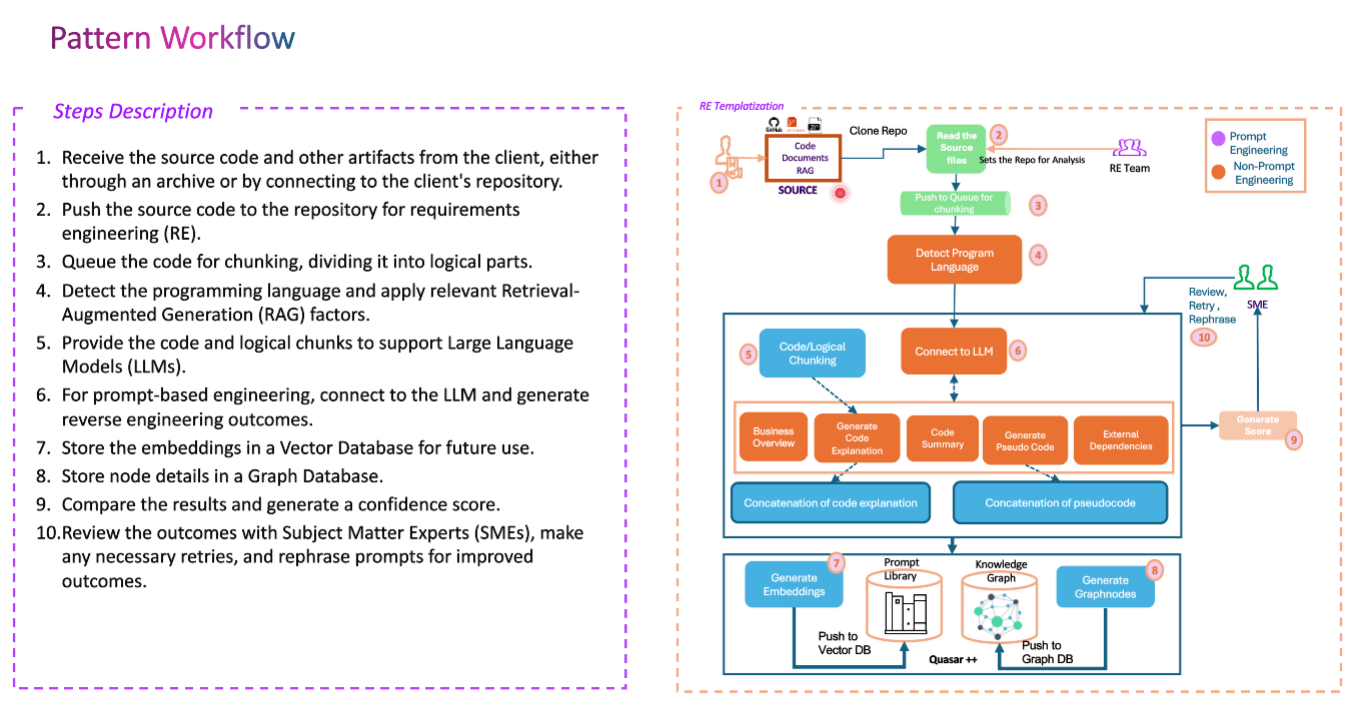 Pattern Workflow
Steps Description
1. Receive the source code and other artifacts from the client, either
through an archive or by connecting to the client's repository.
2. Push the source code to the repository for requirements
engineering (RE).
3. Queue the code for chunking, dividing it into logical parts.
4. Detect the programming language and apply relevant Retrieval-
Augmented Generation (RAG) factors.
5. Provide the code and logical chunks to support Large Language
Models (LLMs).
6. For prompt-based engineering, connect to the LLM and generate
reverse engineering outcomes.
7. Store the embeddings in a Vector Database for future use.
8. Store node details in a Graph Database.
9. Compare the results and generate a confidence score.
10.Review the outcomes with Subject Matter Experts (SMEs), make
any necessary retries, and rephrase prompts for improved
outcomes.
RE Templatization
1
Code
Documents
RAG
SOURCE
Clone Repo
Read the
Source
files
2
Sets the Repo for Analysis
RE Team
Prompt
Engineering
Non-Prompt
Engineering
Push to Queue for
chunking
3
Detect Program
Language
4
Review,
Retry ,
Rephrase
10
SME
5
Code/Logical
Chunking
Connect to LLM
6
Business
Overview
Generate
Code
Explanation
Code
Summary
Generate
Pseudo Code
External
Dependencies
Generate
Score
9
Concatenation of code explanation
Concatenation of pseudocode
Generate
Embeddings
7
Prompt
Library
Knowledge
Graph
Generate
Graphnodes
8
Push to
Vector DB
Quasar ++
Push to
Graph DB